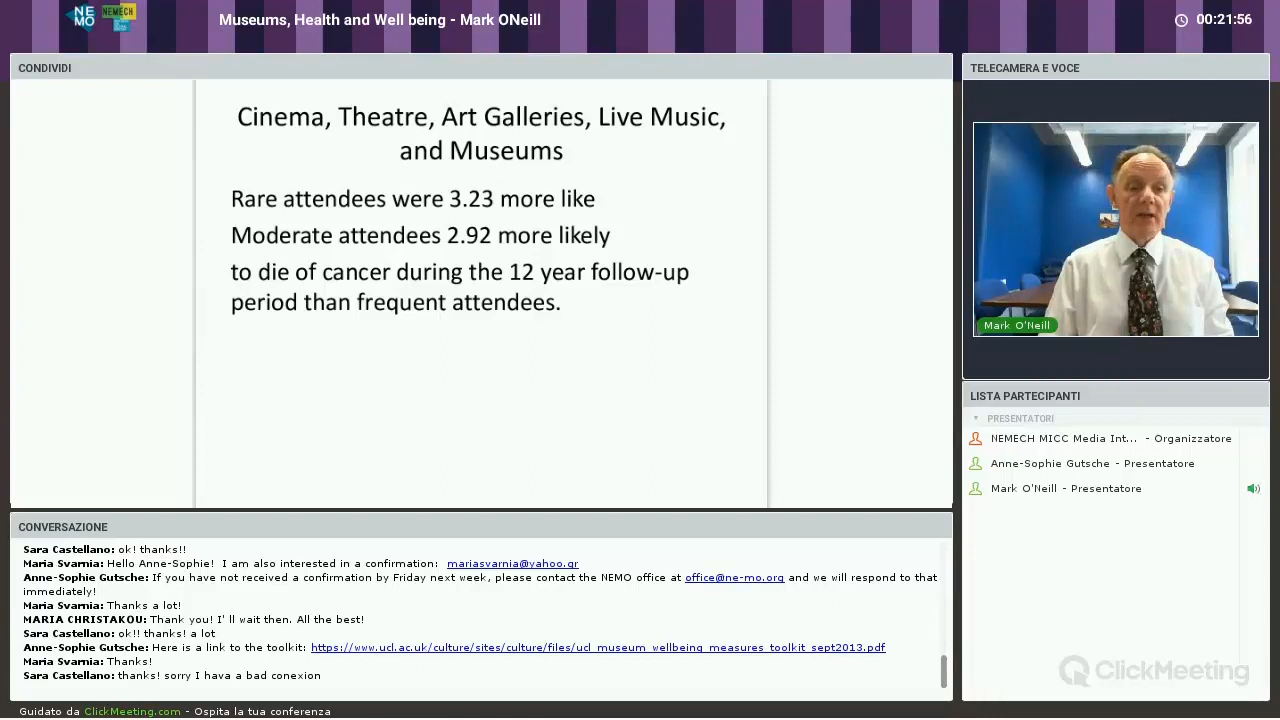 NE
MO
NEMECH
Museums, Health and Well being - Mark ONeill
00:21:56
CONDIVIDI
Cinema, Theatre, Art Galleries, Live Music,
and Museums
Rare attendees were 3.23 more like
Moderate attendees 2.92 more likely
to die of cancer during the 12 year follow-up
period than frequent attendees.
TELECAMERA E VOCE
Mark O'Neill
LISTA PARTECIPANTI
PRESENTATORI
NEMECH MICC Media Int... - Organizzatore
Anne-Sophie Gutsche - Presentatore
Mark O'Neill - Presentatore
CONVERSAZIONE
Sara Castellano: ok! thanks!!
Maria Svarnia: Hello Anne-Sophie! I am also interested in a confirmation: mariasvarnia@yahoo.gr
Anne-Sophie Gutsche: If you have not received a confirmation by Friday next week, please contact the NEMO office at office@ne-mo.org and we will respond to that
immediately!
Maria Svarnia: Thanks a lot!
MARIA CHRISTAKOU: Thank you! I'll wait then. All the best!
Sara Castellano: ok!! thanks! a lot
Anne-Sophie Gutsche: Here is a link to the toolkit: https://www.ucl.ac.uk/culture/sites/culture/files/ucl_museum_wellbeing_measures_toolkit_sept2013.pdf
Maria Svarnia: Thanks!
Sara Castellano: thanks! sorry I hava a bad conexion
ClickMeeting
Guidato da ClickMeeting.com - Ospita la tua conferenza